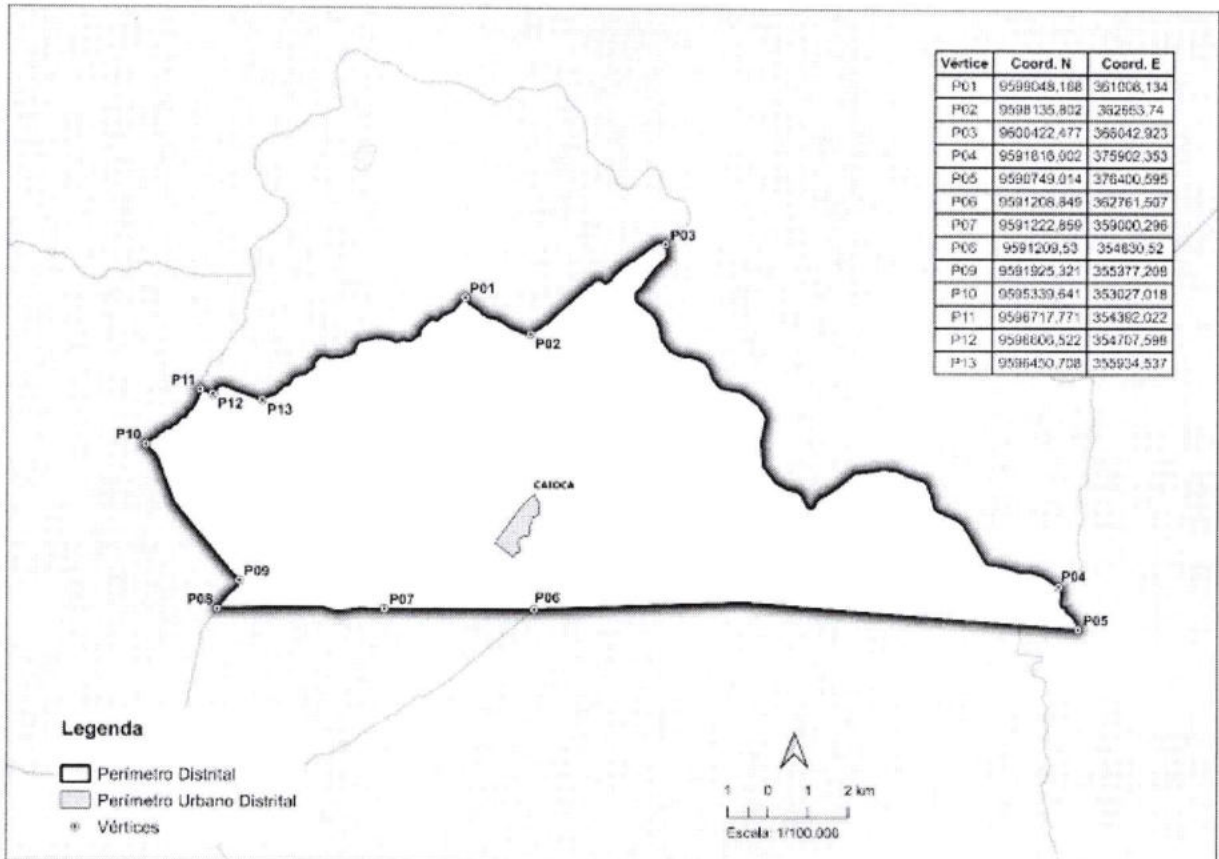 Vértice Coord. N Coord. E
P01 9599048,168 361008,134
P02 9598135,802 362653,74
P03 9600422,477 366042,923
P04 9591816,002 375902,353
P05 9590749,014 376400,595
P06 9591208,849 362761,507
P07 9591222,859 359000,296
P08 9591209,53 354830,52
P09 9591925,321 355377,208
P10 9595339,641 353027,018
P11 9596717,771 354392,022
P12 9596606,522 354707,598
P13 9596450,708 355934,537
P03
P01
P02
P11
P12
P13
P10
CAIOCA
P09
P04
P08
P07
P06
P05
Legenda
Perímetro Distrital
Perímetro Urbano Distrital
Vértices
1 0 1 2 km
Escala: 1/100.000